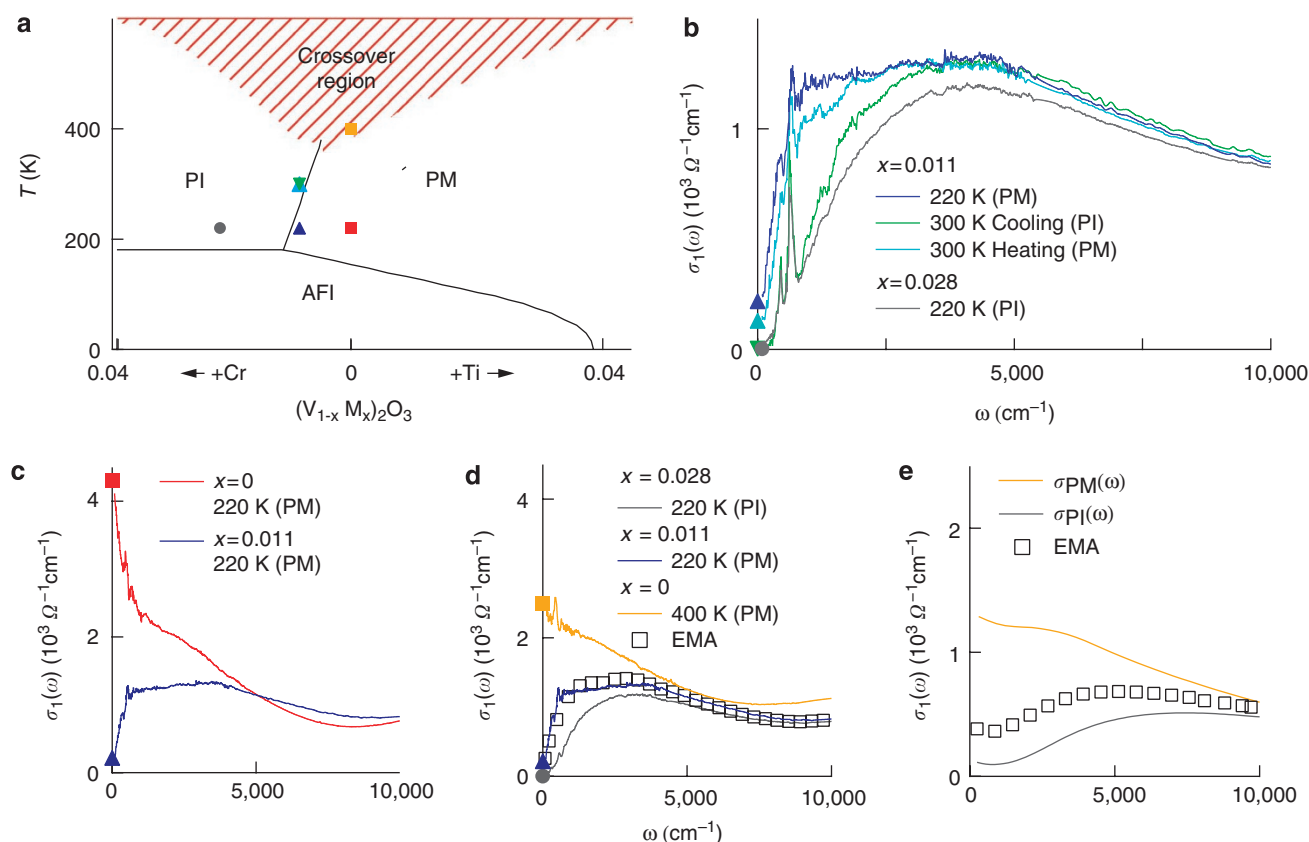 a
Crossover
region
400
T (K)
PI
PM
200
AFI
0
0.04
+Cr
0
+Ti
0.04
(V1-x Mx)2O3
b
1
σ1(ω) (10³ Ω−1cm−1)
x=0.011
220 K (PM)
300 K Cooling (PI)
300 K Heating (PM)
x=0.028
220 K (PI)
0
0
5,000
10,000
ω (cm−1)
c
4
x=0
220 K (PM)
x=0.011
220 K (PM)
σ1(ω) (10³ Ω−1cm−1)
2
0
0
5,000
10,000
d
x = 0.028
4
220 K (PI)
x = 0.011
220 K (PM)
x = 0
400 K (PM)
EMA
σ1(ω) (10³ Ω−1cm−1)
2
0
0
5,000
10,000
ω (cm−1)
e
σPM(ω)
σPI(ω)
EMA
2
σ1(ω) (10³ Ω−1cm−1)
1
0
0
5,000
10,000